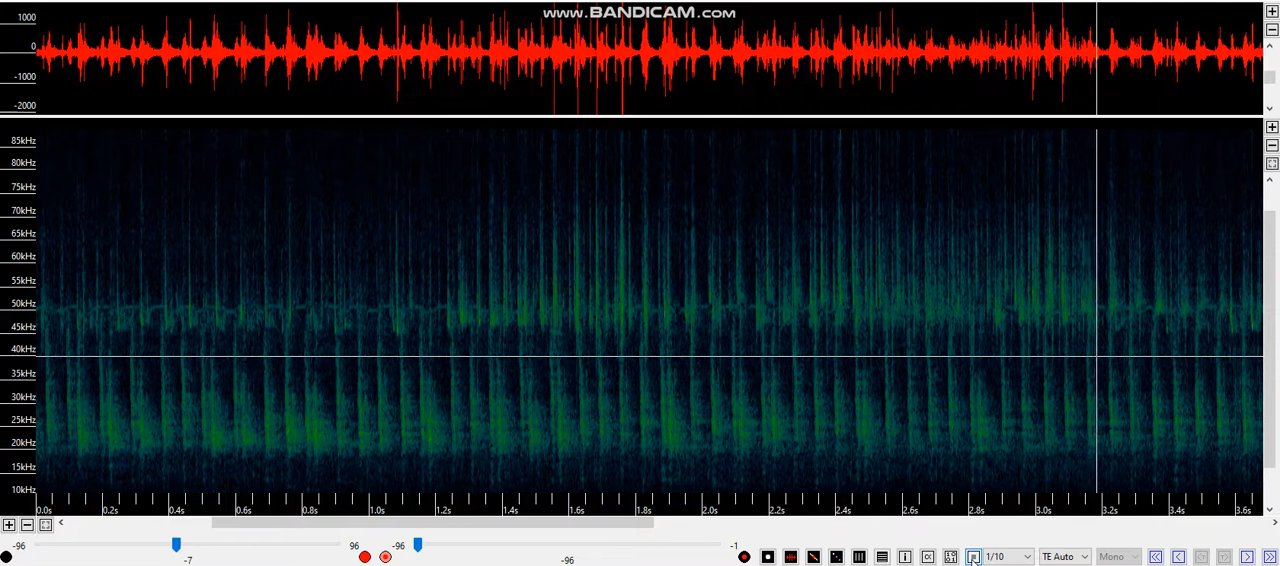 www.BANDICAM.com
1000
0
-1000
-2000
85kHz
80kHz
75kHz
70kHz
65kHz
60kHz
55kHz
50kHz
45kHz
40kHz
35kHz
30kHz
25kHz
20kHz
15kHz
10kHz
0.0s 0.2s 0.4s 0.6s 0.8s 1.0s 1.2s 1.4s 1.6s 1.8s 2.0s 2.2s 2.4s 2.6s 2.8s 3.0s 3.2s 3.4s 3.6s
-96 96 -96 -1
-7 -96
1/10 TE Auto Mono